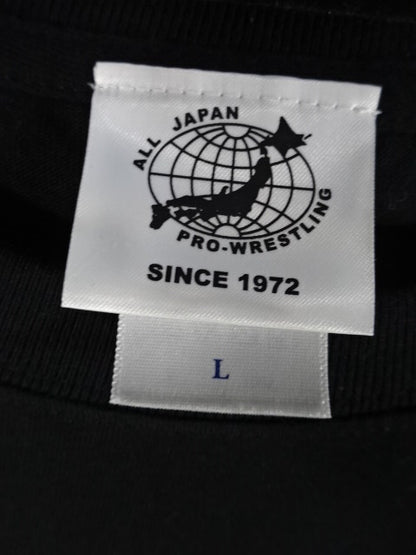 ALL JAPAN
PRO-WRESTLING
SINCE 1972
L